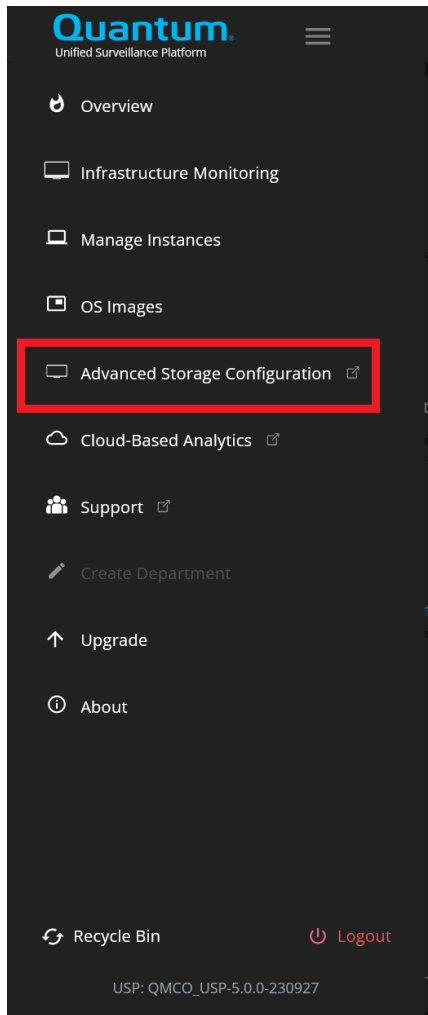 Quantum.
Unified Surveillance Platform
Overview
Infrastructure Monitoring
Manage Instances
OS Images
Advanced Storage Configuration
Cloud-Based Analytics
Support
Create Department
Upgrade
About
Recycle Bin
Logout
USP: QMCO_USP-5.0.0-230927